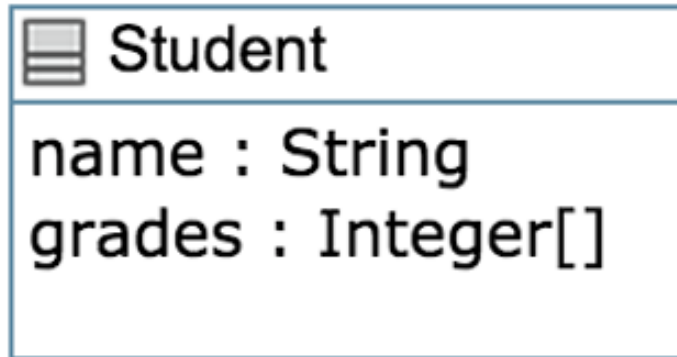 Student
name : String
grades : Integer[]